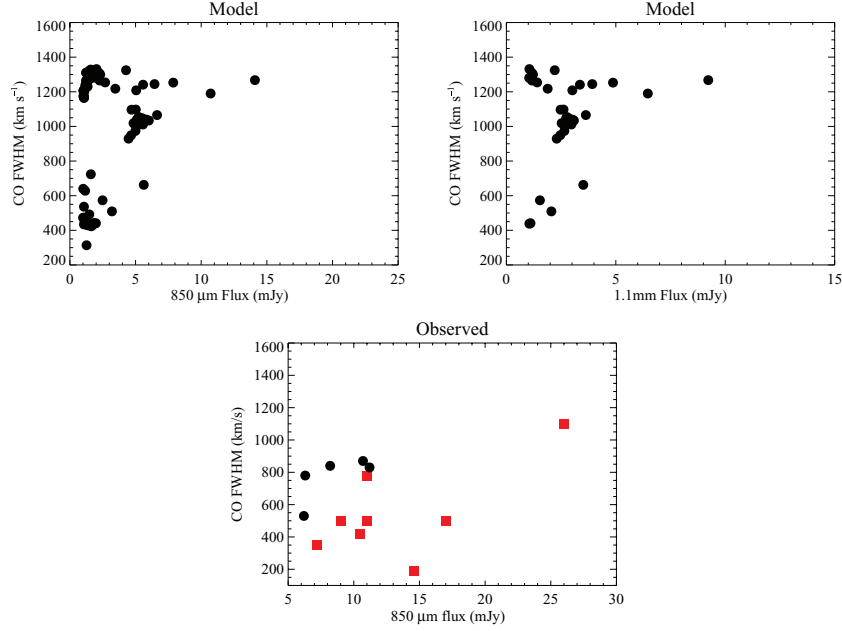 Model
1600
1400
1200
1000
800
600
400
200
CO FWHM (km s⁻¹)
0 5 10 15 20 25
850 μm Flux (mJy)
Model
1600
1400
1200
1000
800
600
400
200
CO FWHM (km s⁻¹)
0 5 10 15
1.1mm Flux (mJy)
Observed
1600
1400
1200
1000
800
600
400
200
CO FWHM (km/s)
5 10 15 20 25 30
850 μm flux (mJy)